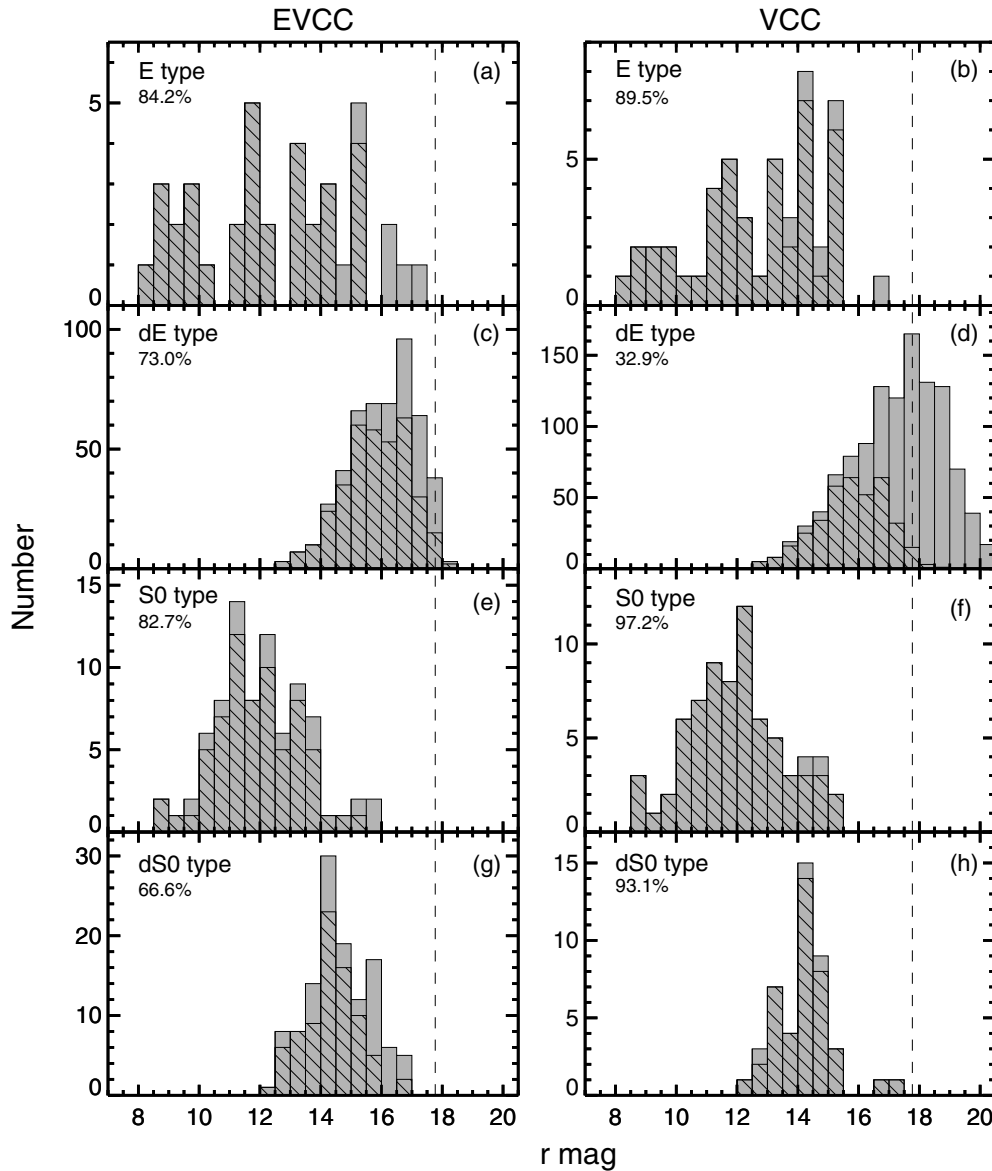 EVCC VCC
E type
84.2%
(a)
5
0
E type
89.5%
(b)
5
0
dE type
73.0%
(c)
100
50
0
dE type
32.9%
(d)
150
100
50
0
S0 type
82.7%
(e)
15
10
5
0
S0 type
97.2%
(f)
10
5
0
dS0 type
66.6%
(g)
30
20
10
0
dS0 type
93.1%
(h)
15
10
5
0
Number
8 10 12 14 16 18 20
8 10 12 14 16 18 20
r mag